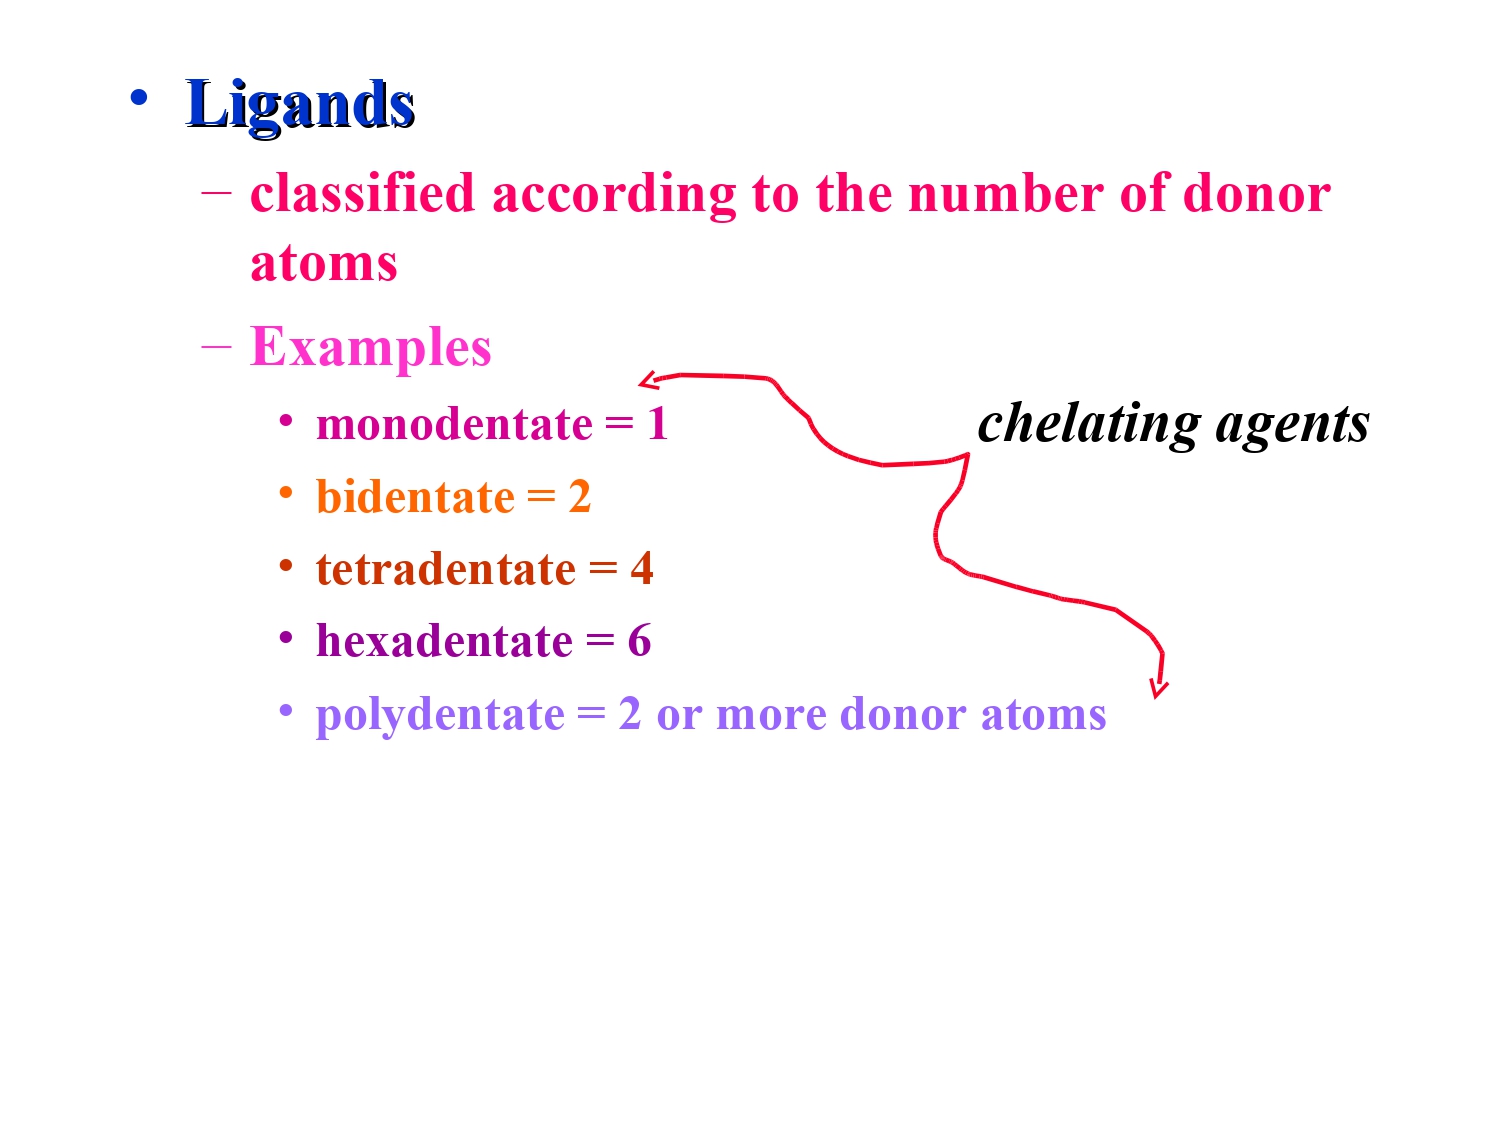 • Ligands
– classified according to the number of donor
atoms
– Examples
• monodentate = 1
chelating agents
• bidentate = 2
• tetradentate = 4
• hexadentate = 6
• polydentate = 2 or more donor atoms